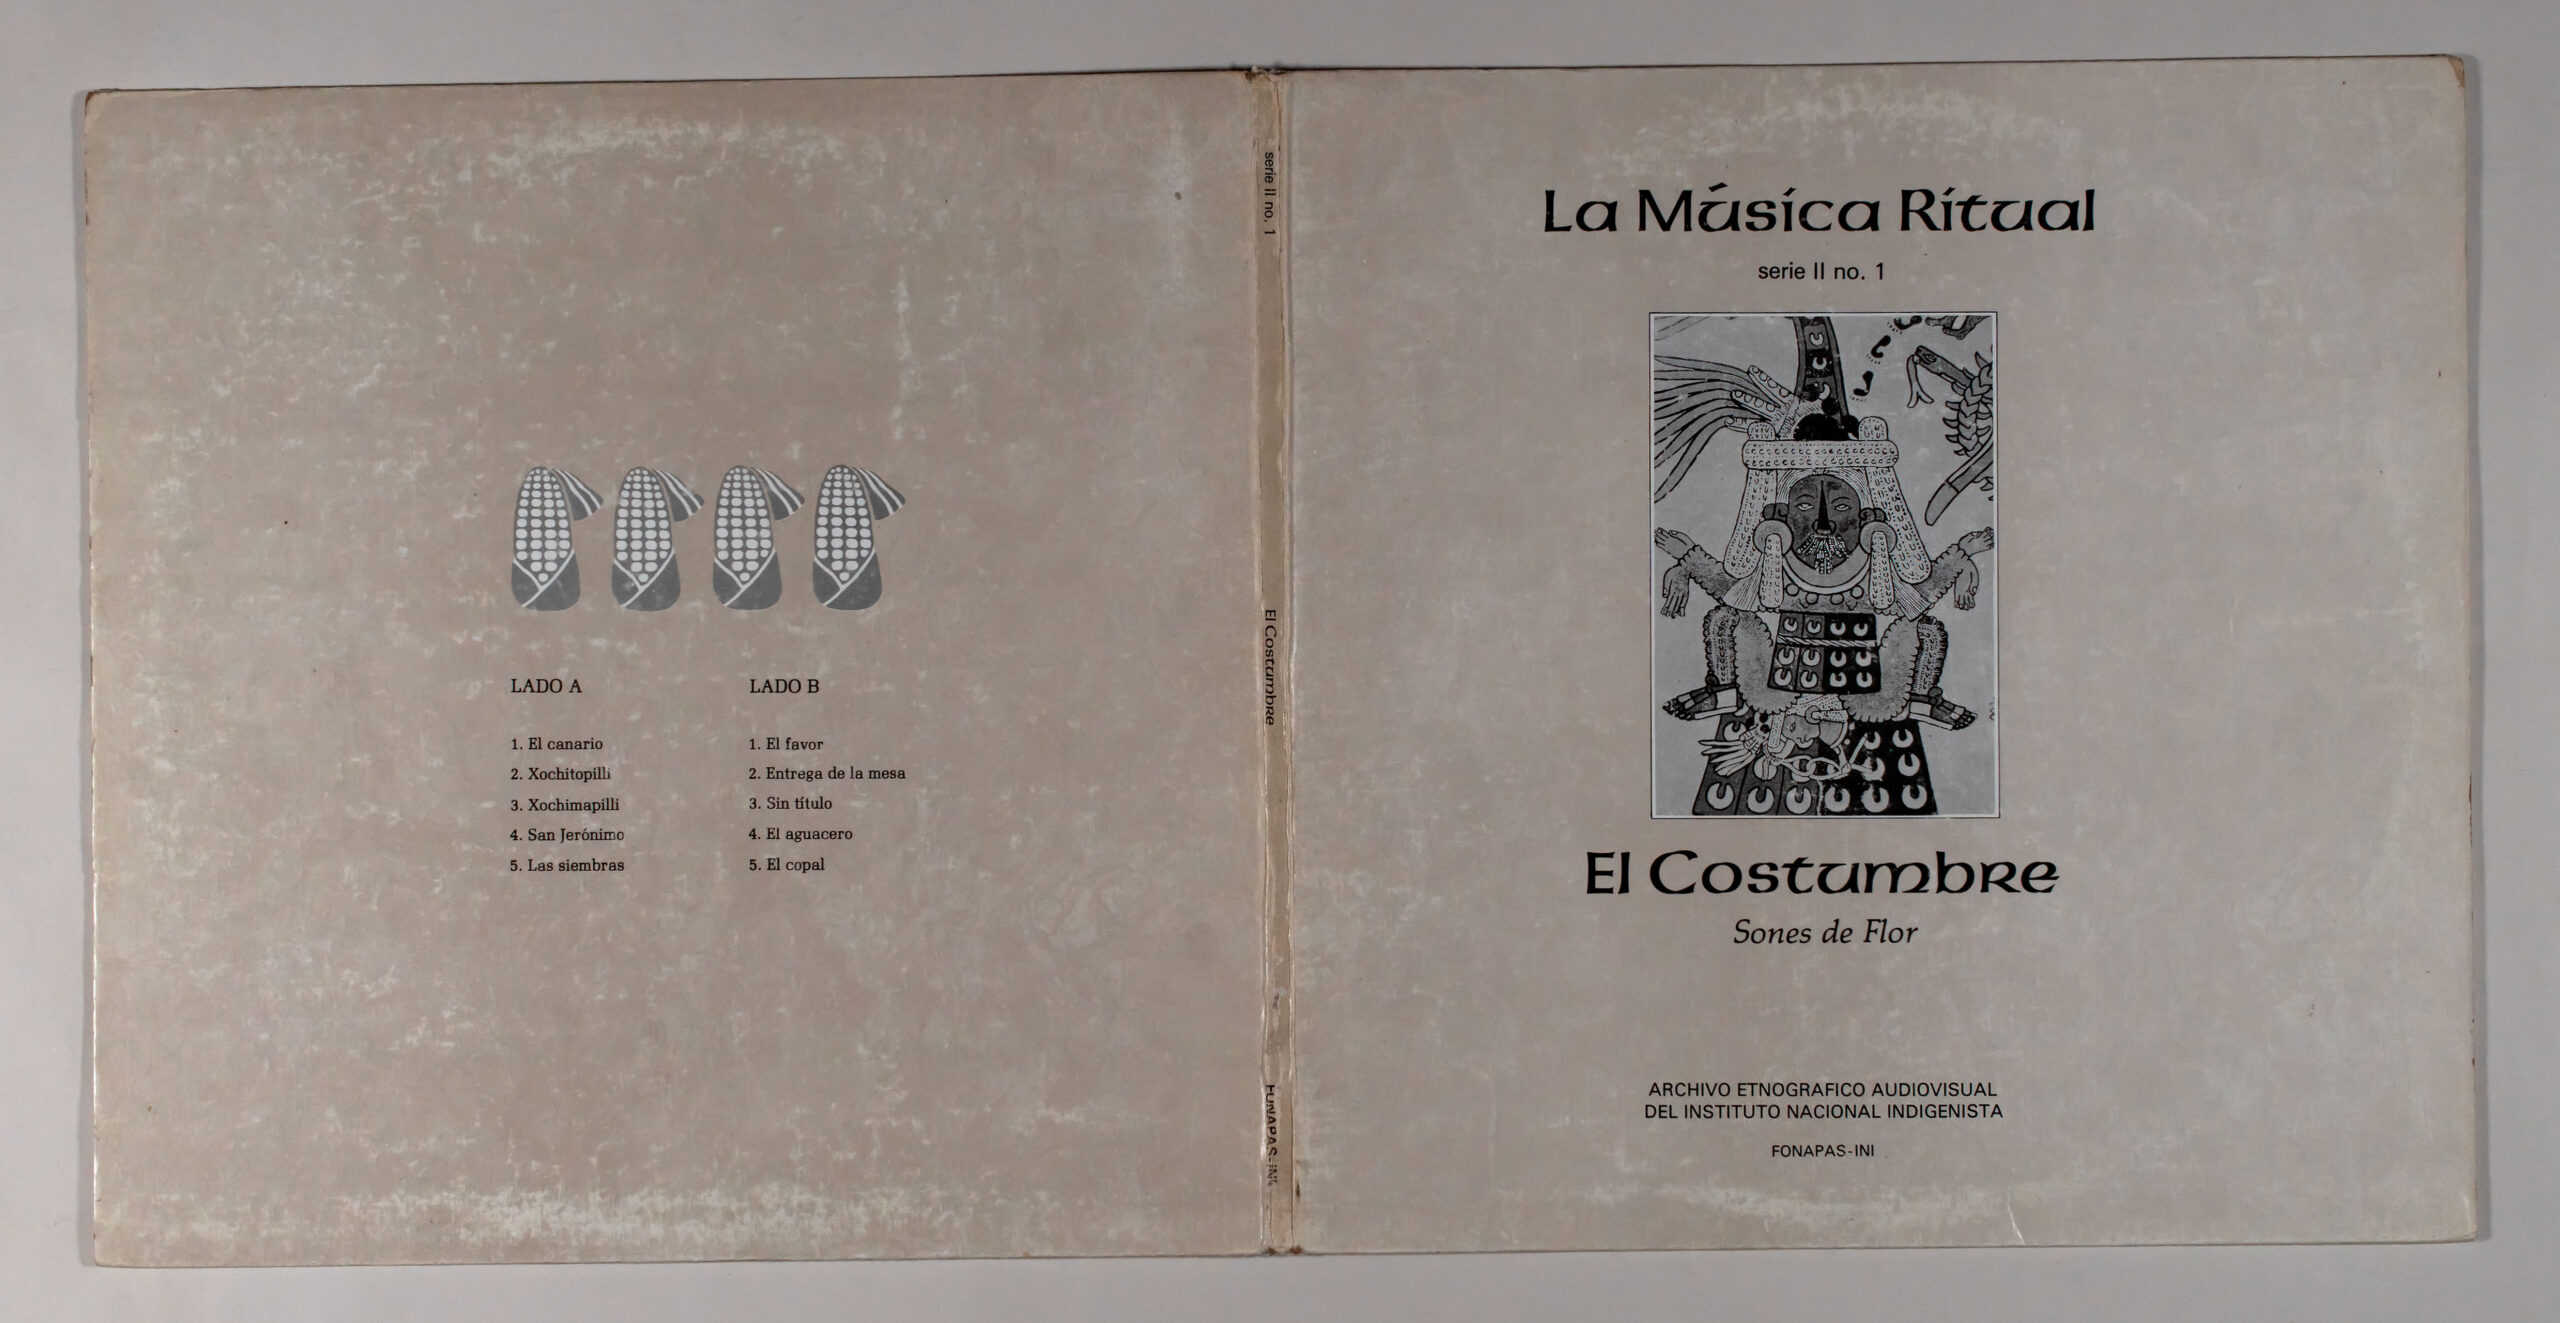 LADO A
1. El canario
2. Xochitopilli
3. Xochimapilli
4. San Jerónimo
5. Las siembras
LADO B
1. El favor
2. Entrega de la mesa
3. Sin título
4. El aguacero
5. El copal
serie II no. 1
El Costumbre
FONAPAS-INI
La Música Ritual
serie II no. 1
El Costumbre
Sones de Flor
ARCHIVO ETNOGRAFICO AUDIOVISUAL
DEL INSTITUTO NACIONAL INDIGENISTA
FONAPAS-INI